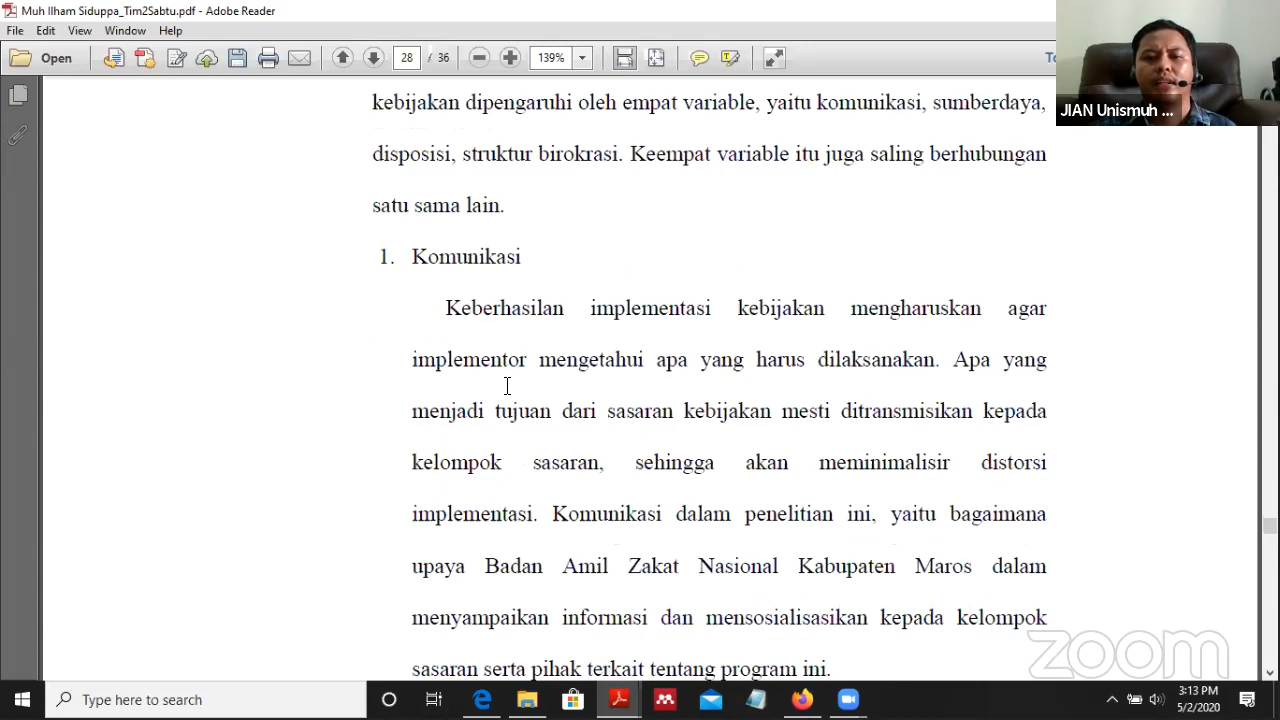 Muh Ilham Siduppa_Tim2Sabtu.pdf - Adobe Reader
File Edit View Window Help
Open 28 / 36 139% To
JIAN Unismuh ...
kebijakan dipengaruhi oleh empat variable, yaitu komunikasi, sumberdaya,
disposisi, struktur birokrasi. Keempat variable itu juga saling berhubungan
satu sama lain.
1. Komunikasi
Keberhasilan implementasi kebijakan mengharuskan agar
implementor mengetahui apa yang harus dilaksanakan. Apa yang
menjadi tujuan dari sasaran kebijakan mesti ditransmisikan kepada
kelompok sasaran, sehingga akan meminimalisir distorsi
implementasi. Komunikasi dalam penelitian ini, yaitu bagaimana
upaya Badan Amil Zakat Nasional Kabupaten Maros dalam
menyampaikan informasi dan mensosialisasikan kepada kelompok
sasaran serta pihak terkait tentang program ini.
zoom
Type here to search
3:13 PM
5/2/2020